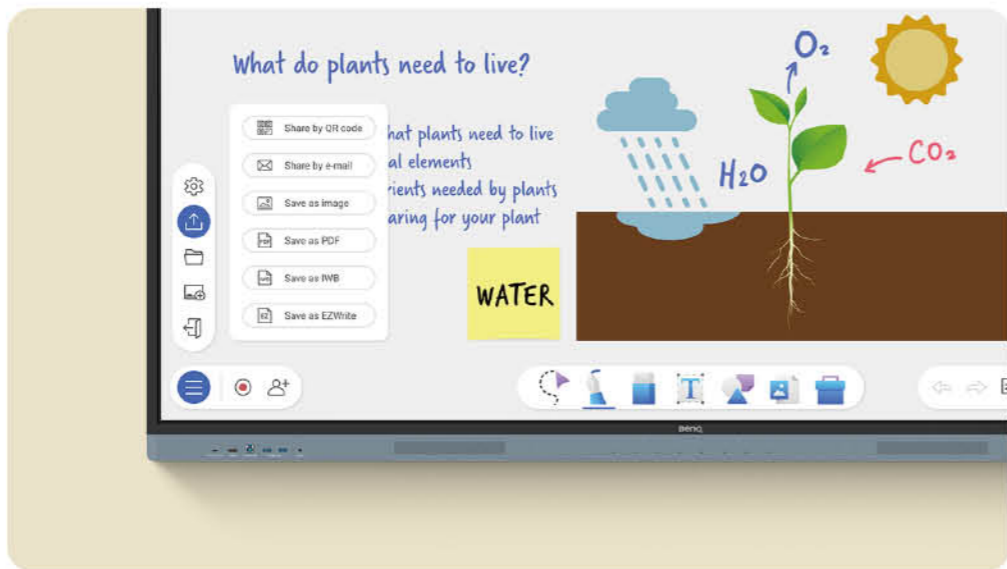 What do plants need to live?
Share by QR code
Share by e-mail
Save as image
Save as PDF
Save as IWB
Save as EZWrite
hat plants need to live
al elements
rients needed by plants
aring for your plant
O₂
H₂O
CO₂
WATER
PDF
EZ
T
BenQ